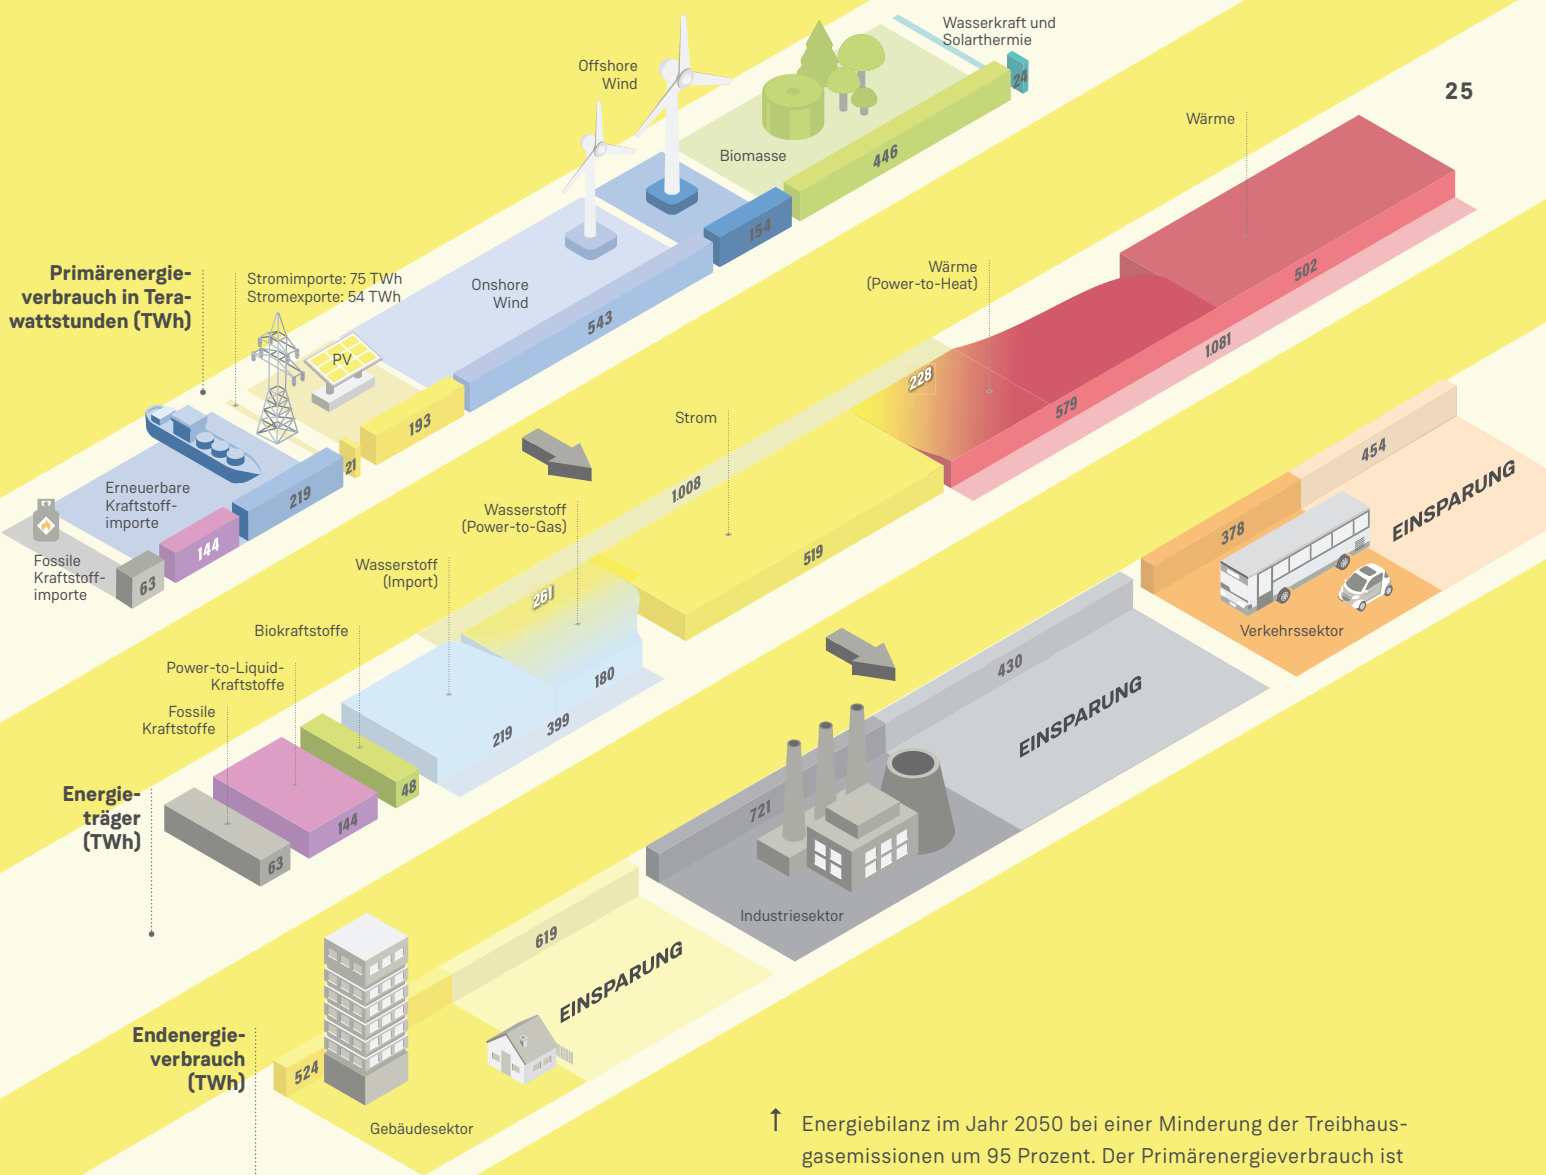 25
Primärenergie-
verbrauch in Tera-
wattstunden (TWh)
Stromimporte: 75 TWh
Stromexporte: 54 TWh
Fossile
Kraftstoff-
importe
63
144
Erneuerbare
Kraftstoff-
importe
219
21
PV
193
Onshore
Wind
543
Offshore
Wind
154
Biomasse
446
Wasserkraft und
Solarthermie
24
Energie-
träger
(TWh)
Fossile
Kraftstoffe
63
Power-to-Liquid-
Kraftstoffe
144
Biokraftstoffe
48
Wasserstoff
(Import)
219
399
Wasserstoff
(Power-to-Gas)
261
180
1.008
Strom
519
Wärme
(Power-to-Heat)
228
579
1.081
Wärme
502
Endenergie-
verbrauch
(TWh)
524
Gebäudesektor
619
EINSPARUNG
721
Industriesektor
430
EINSPARUNG
378
Verkehrssektor
454
EINSPARUNG
↑ Energiebilanz im Jahr 2050 bei einer Minderung der Treibhaus-
gasemissionen um 95 Prozent. Der Primärenergieverbrauch ist